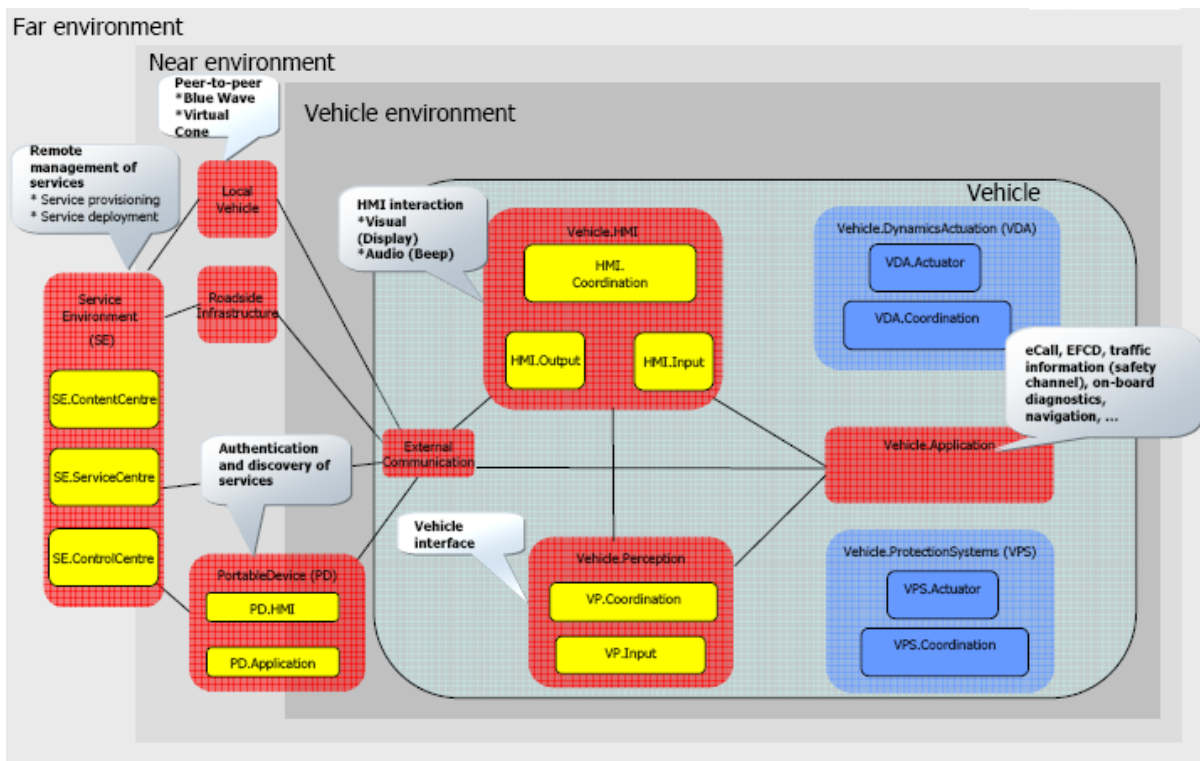 Far environment
Near environment
Peer-to-peer
*Blue Wave
*Virtual
Cone
Vehicle environment
Remote
management of
services
* Service provisioning
* Service deployment
Local
Vehicle
HMI interaction
*Visual
(Display)
*Audio (Beep)
Vehicle
Vehicle.HMI
HMI.
Coordination
HMI.Output
HMI.Input
Vehicle.DynamicsActuation (VDA)
VDA.Actuator
VDA.Coordination
Service
Environment
(SE)
Roadside
Infrastructure
eCall, EFCD, traffic
information (safety
channel), on-board
diagnostics,
navigation, ...
SE.ContentCentre
SE.ServiceCentre
SE.ControlCentre
Authentication
and discovery of
services
External
Communication
Vehicle.Application
Vehicle
interface
Vehicle.Perception
VP.Coordination
VP.Input
Vehicle.ProtectionSystems (VPS)
VPS.Actuator
VPS.Coordination
PortableDevice (PD)
PD.HMI
PD.Application